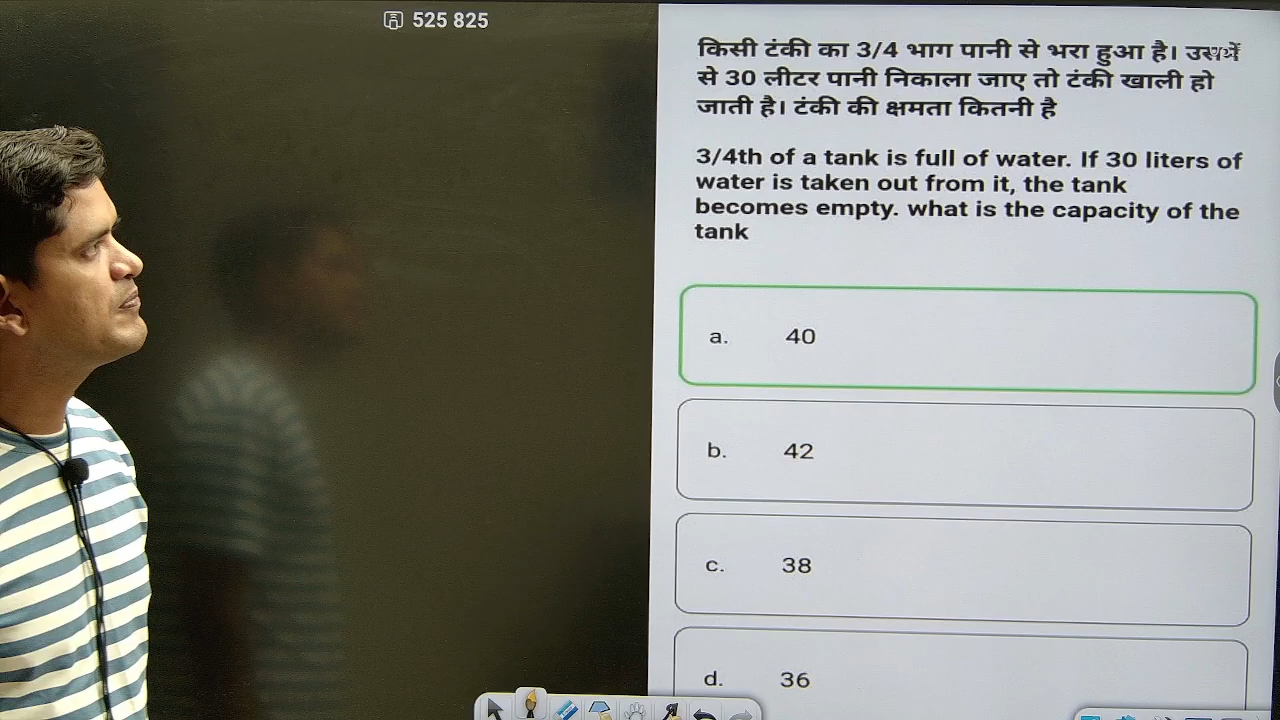 525 825
किसी टंकी का 3/4 भाग पानी से भरा हुआ है। उसमें
से 30 लीटर पानी निकाला जाए तो टंकी खाली हो
जाती है। टंकी की क्षमता कितनी है
3/4th of a tank is full of water. If 30 liters of
water is taken out from it, the tank
becomes empty. what is the capacity of the
tank
a. 40
b. 42
c. 38
d. 36